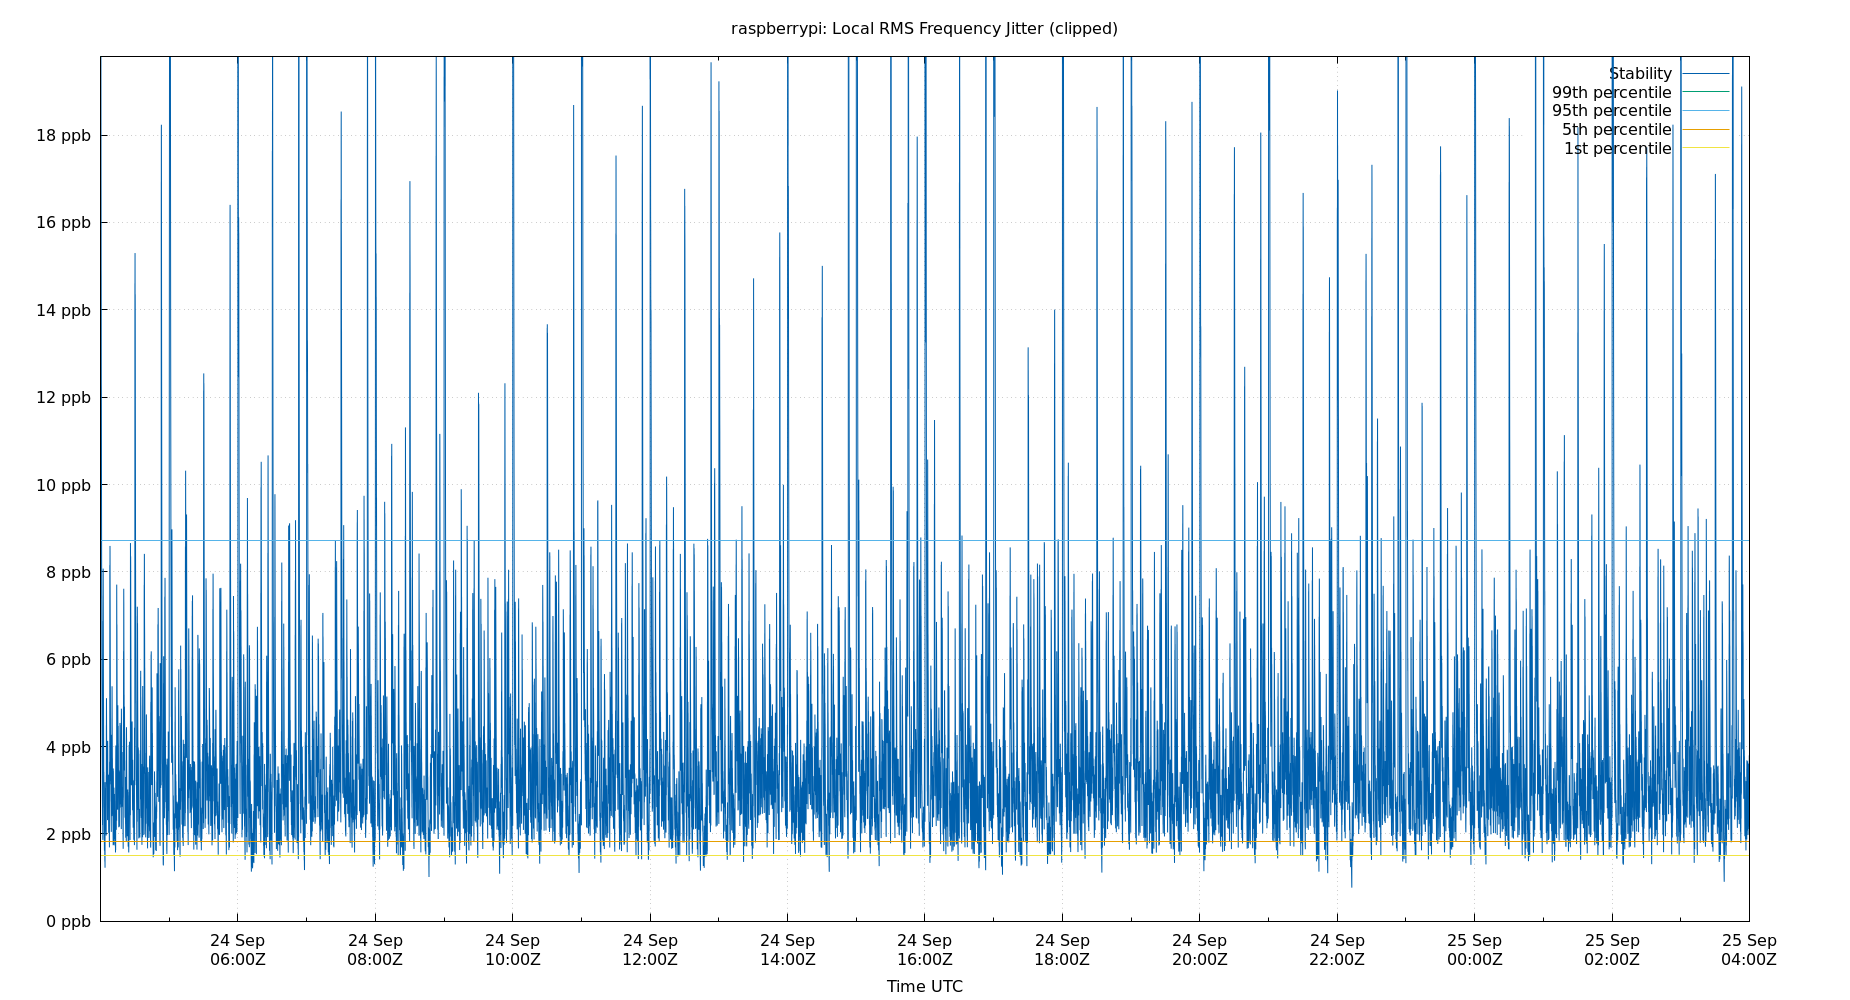 raspberrypi: Local RMS Frequency Jitter (clipped)
Stability
99th percentile
95th percentile
5th percentile
1st percentile
18 ppb
16 ppb
14 ppb
12 ppb
10 ppb
8 ppb
6 ppb
4 ppb
2 ppb
0 ppb
24 Sep 24 Sep 24 Sep 24 Sep 24 Sep 24 Sep 24 Sep 24 Sep 24 Sep 25 Sep 25 Sep 25 Sep
06:00Z 08:00Z 10:00Z 12:00Z 14:00Z 16:00Z 18:00Z 20:00Z 22:00Z 00:00Z 02:00Z 04:00Z
Time UTC